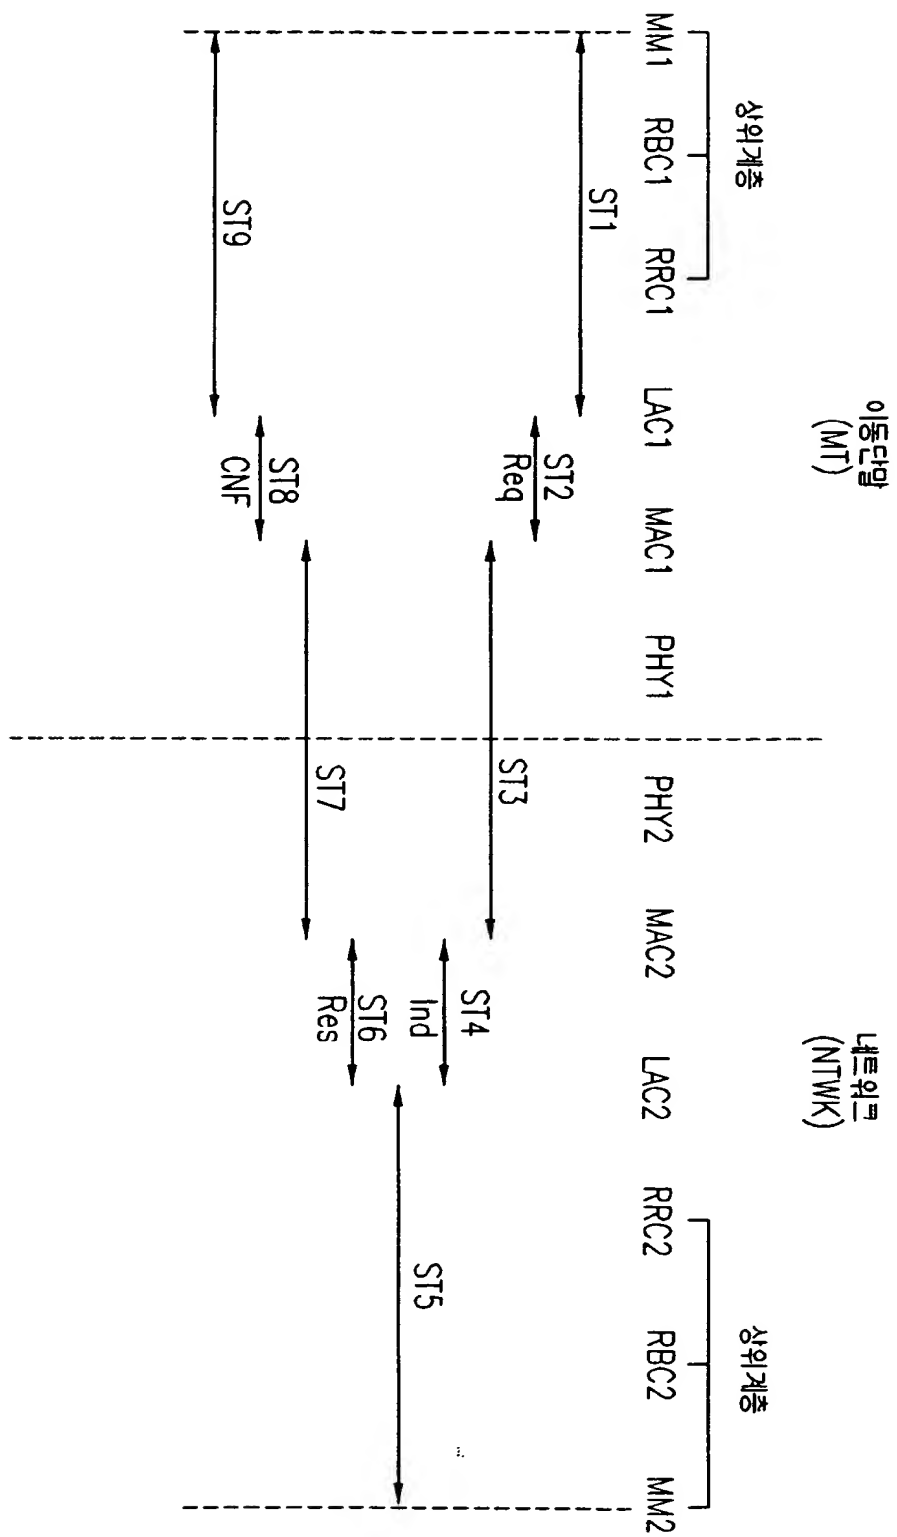 이동단말
(MT)
네트워크
(NTWK)
상위계층
상위계층
MM1 RBC1 RRC1 LAC1 MAC1 PHY1 PHY2 MAC2 LAC2 RRC2 RBC2 MM2
ST1
ST2
Req
ST3
ST4
Ind
ST5
ST6
Res
ST7
ST8
CNF
ST9